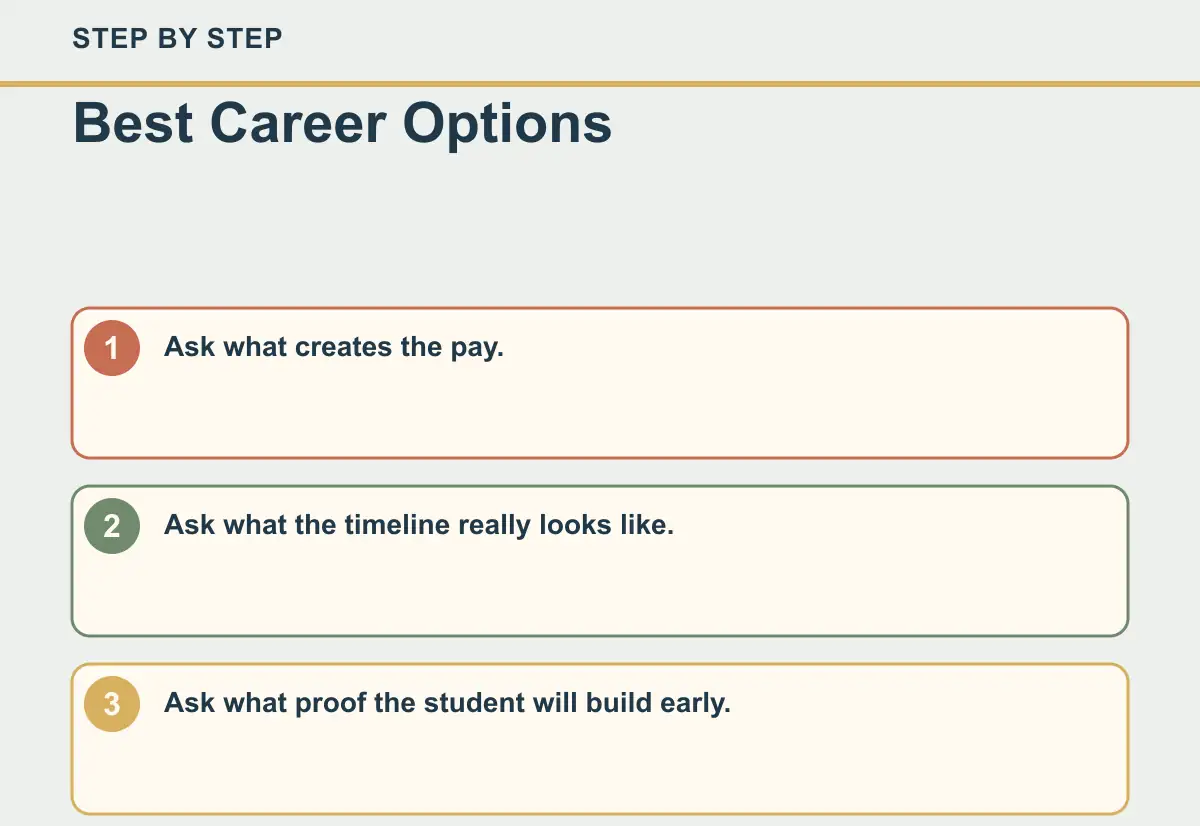 STEP BY STEP
Best Career Options
1 Ask what creates the pay.
2 Ask what the timeline really looks like.
3 Ask what proof the student will build early.